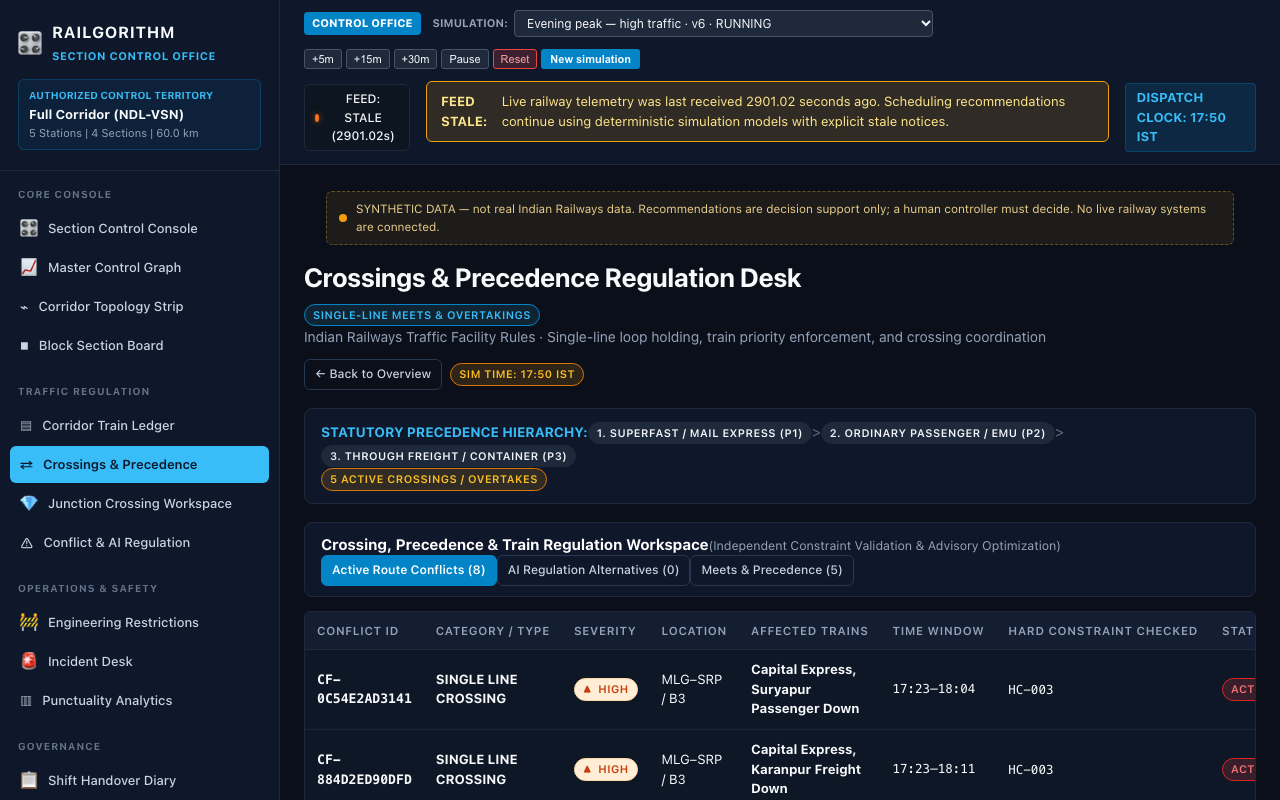 RAILGORITHM
SECTION CONTROL OFFICE
AUTHORIZED CONTROL TERRITORY
Full Corridor (NDL-VSN)
5 Stations | 4 Sections | 60.0 km
CORE CONSOLE
Section Control Console
Master Control Graph
Corridor Topology Strip
Block Section Board
TRAFFIC REGULATION
Corridor Train Ledger
Crossings & Precedence
Junction Crossing Workspace
Conflict & AI Regulation
OPERATIONS & SAFETY
Engineering Restrictions
Incident Desk
Punctuality Analytics
GOVERNANCE
Shift Handover Diary
CONTROL OFFICE SIMULATION: Evening peak — high traffic · v6 · RUNNING
+5m +15m +30m Pause Reset New simulation
FEED:
STALE
(2901.02s)
FEED
STALE:
Live railway telemetry was last received 2901.02 seconds ago. Scheduling recommendations
continue using deterministic simulation models with explicit stale notices.
DISPATCH
CLOCK: 17:50
IST
SYNTHETIC DATA — not real Indian Railways data. Recommendations are decision support only; a human controller must decide. No live railway systems
are connected.
Crossings & Precedence Regulation Desk
SINGLE-LINE MEETS & OVERTAKINGS
Indian Railways Traffic Facility Rules · Single-line loop holding, train priority enforcement, and crossing coordination
← Back to Overview SIM TIME: 17:50 IST
STATUTORY PRECEDENCE HIERARCHY: 1. SUPERFAST / MAIL EXPRESS (P1) > 2. ORDINARY PASSENGER / EMU (P2) >
3. THROUGH FREIGHT / CONTAINER (P3)
5 ACTIVE CROSSINGS / OVERTAKES
Crossing, Precedence & Train Regulation Workspace (Independent Constraint Validation & Advisory Optimization)
Active Route Conflicts (8) AI Regulation Alternatives (0) Meets & Precedence (5)
CONFLICT ID CATEGORY / TYPE SEVERITY LOCATION AFFECTED TRAINS TIME WINDOW HARD CONSTRAINT CHECKED STAT
CF-
0C54E2AD3141
SINGLE LINE
CROSSING
▲ HIGH
MLG–SRP
/ B3
Capital Express,
Suryapur
Passenger Down
17:23–18:04
HC-003
ACT
CF-
884D2ED90DFD
SINGLE LINE
CROSSING
▲ HIGH
MLG–SRP
/ B3
Capital Express,
Karanpur Freight
Down
17:23–18:11
HC-003
ACT